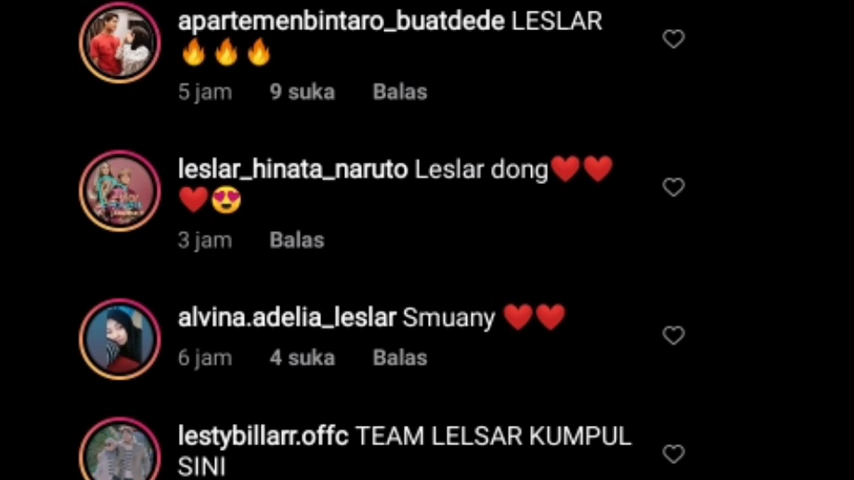 apartemenbintaro_buatdede LESLAR
🔥🔥🔥
5 jam 9 suka Balas
leslar_hinata_naruto Leslar dong❤️❤️
❤️😍
3 jam Balas
alvina.adelia_leslar Smuany ❤️❤️
6 jam 4 suka Balas
lestybillarr.offc TEAM LELSAR KUMPUL
SINI